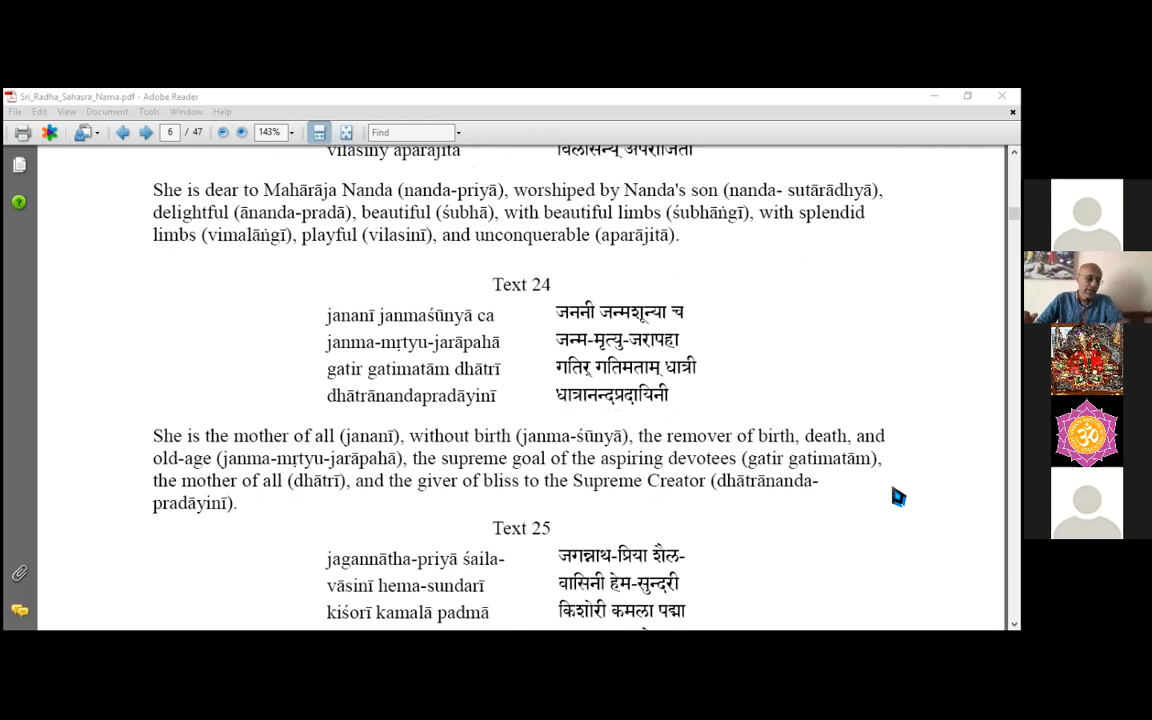 Sri_Radha_Sahasra_Nama.pdf - Adobe Reader
File Edit View Document Tools Window Help
6 / 47 143% Find
vilāsiny aparājitā विलासिन्य् अपराजिता
She is dear to Mahārāja Nanda (nanda-priyā), worshiped by Nanda's son (nanda- sutārādhyā),
delightful (ānanda-pradā), beautiful (śubhā), with beautiful limbs (śubhāṅgī), with splendid
limbs (vimalāṅgī), playful (vilasinī), and unconquerable (aparājitā).
Text 24
jananī janmaśūnyā ca जननी जन्मशून्या च
janma-mṛtyu-jarāpahā जन्म-मृत्यु-जरापहा
gatir gatimatām dhātrī गतिर् गतिमताम् धात्री
dhātrānandapradāyinī धात्रानन्दप्रदायिनी
She is the mother of all (jananī), without birth (janma-śūnyā), the remover of birth, death, and
old-age (janma-mṛtyu-jarāpahā), the supreme goal of the aspiring devotees (gatir gatimatām),
the mother of all (dhātrī), and the giver of bliss to the Supreme Creator (dhātrānanda-
pradāyinī).
Text 25
jagannātha-priyā śaila- जगन्नाथ-प्रिया शैल-
vāsinī hema-sundarī वासिनी हेम-सुन्दरी
kiśorī kamalā padmā किशोरी कमला पद्मा
ॐ